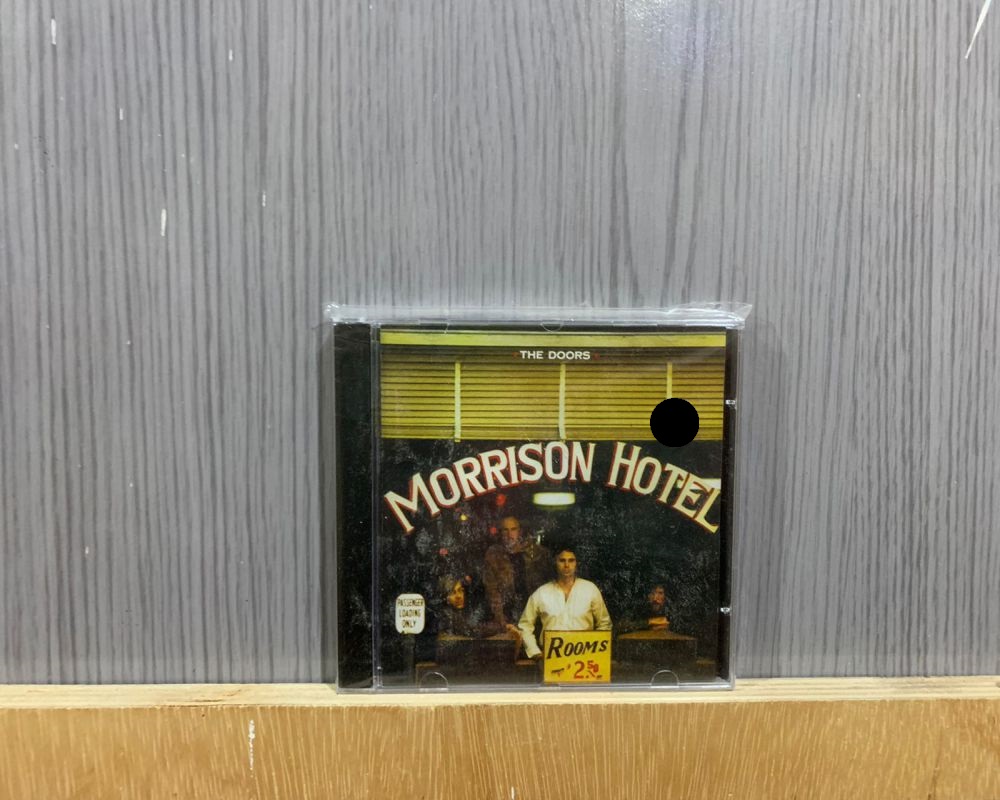 THE DOORS
MORRISON HOTEL
PASSENGER
LOADING
ONLY
ROOMS
2.50